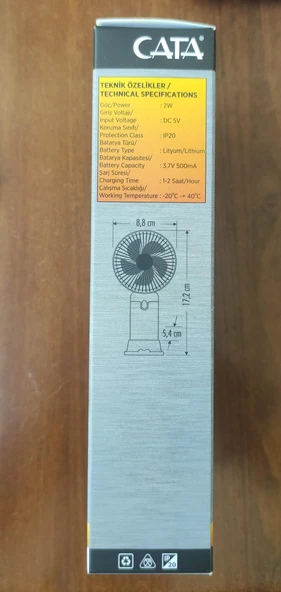 CATA®
TEKNİK ÖZELİKLER /
TECHNICAL SPECIFICATIONS
Güç/Power : 2W
Giriş Voltajı/
Input Voltage : DC 5V
Koruma Sınıfı/
Protection Class : IP20
Batarya Türü/
Battery Type : Lityum/Lithium
Batarya Kapasitesi/
Battery Capacity : 3.7V 500mA
Şarj Süresi/
Charging Time : 1-2 Saat/Hour
Çalışma Sıcaklığı/
Working Temperature : -20°C → 40°C
8,8 cm
17,2 cm
5,4 cm
20